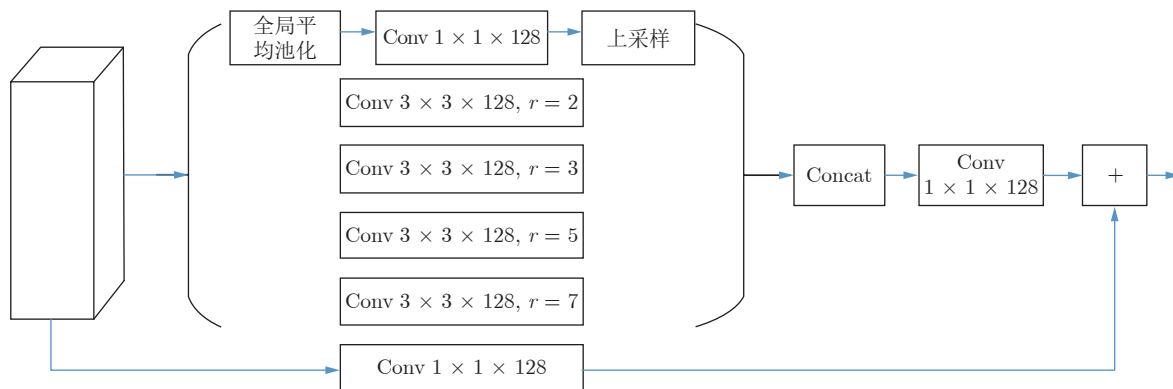 全局平
均池化
Conv 1 × 1 × 128
上采样
Conv 3 × 3 × 128, r = 2
Conv 3 × 3 × 128, r = 3
Conv 3 × 3 × 128, r = 5
Conv 3 × 3 × 128, r = 7
Conv 1 × 1 × 128
Concat
Conv
1 × 1 × 128
+